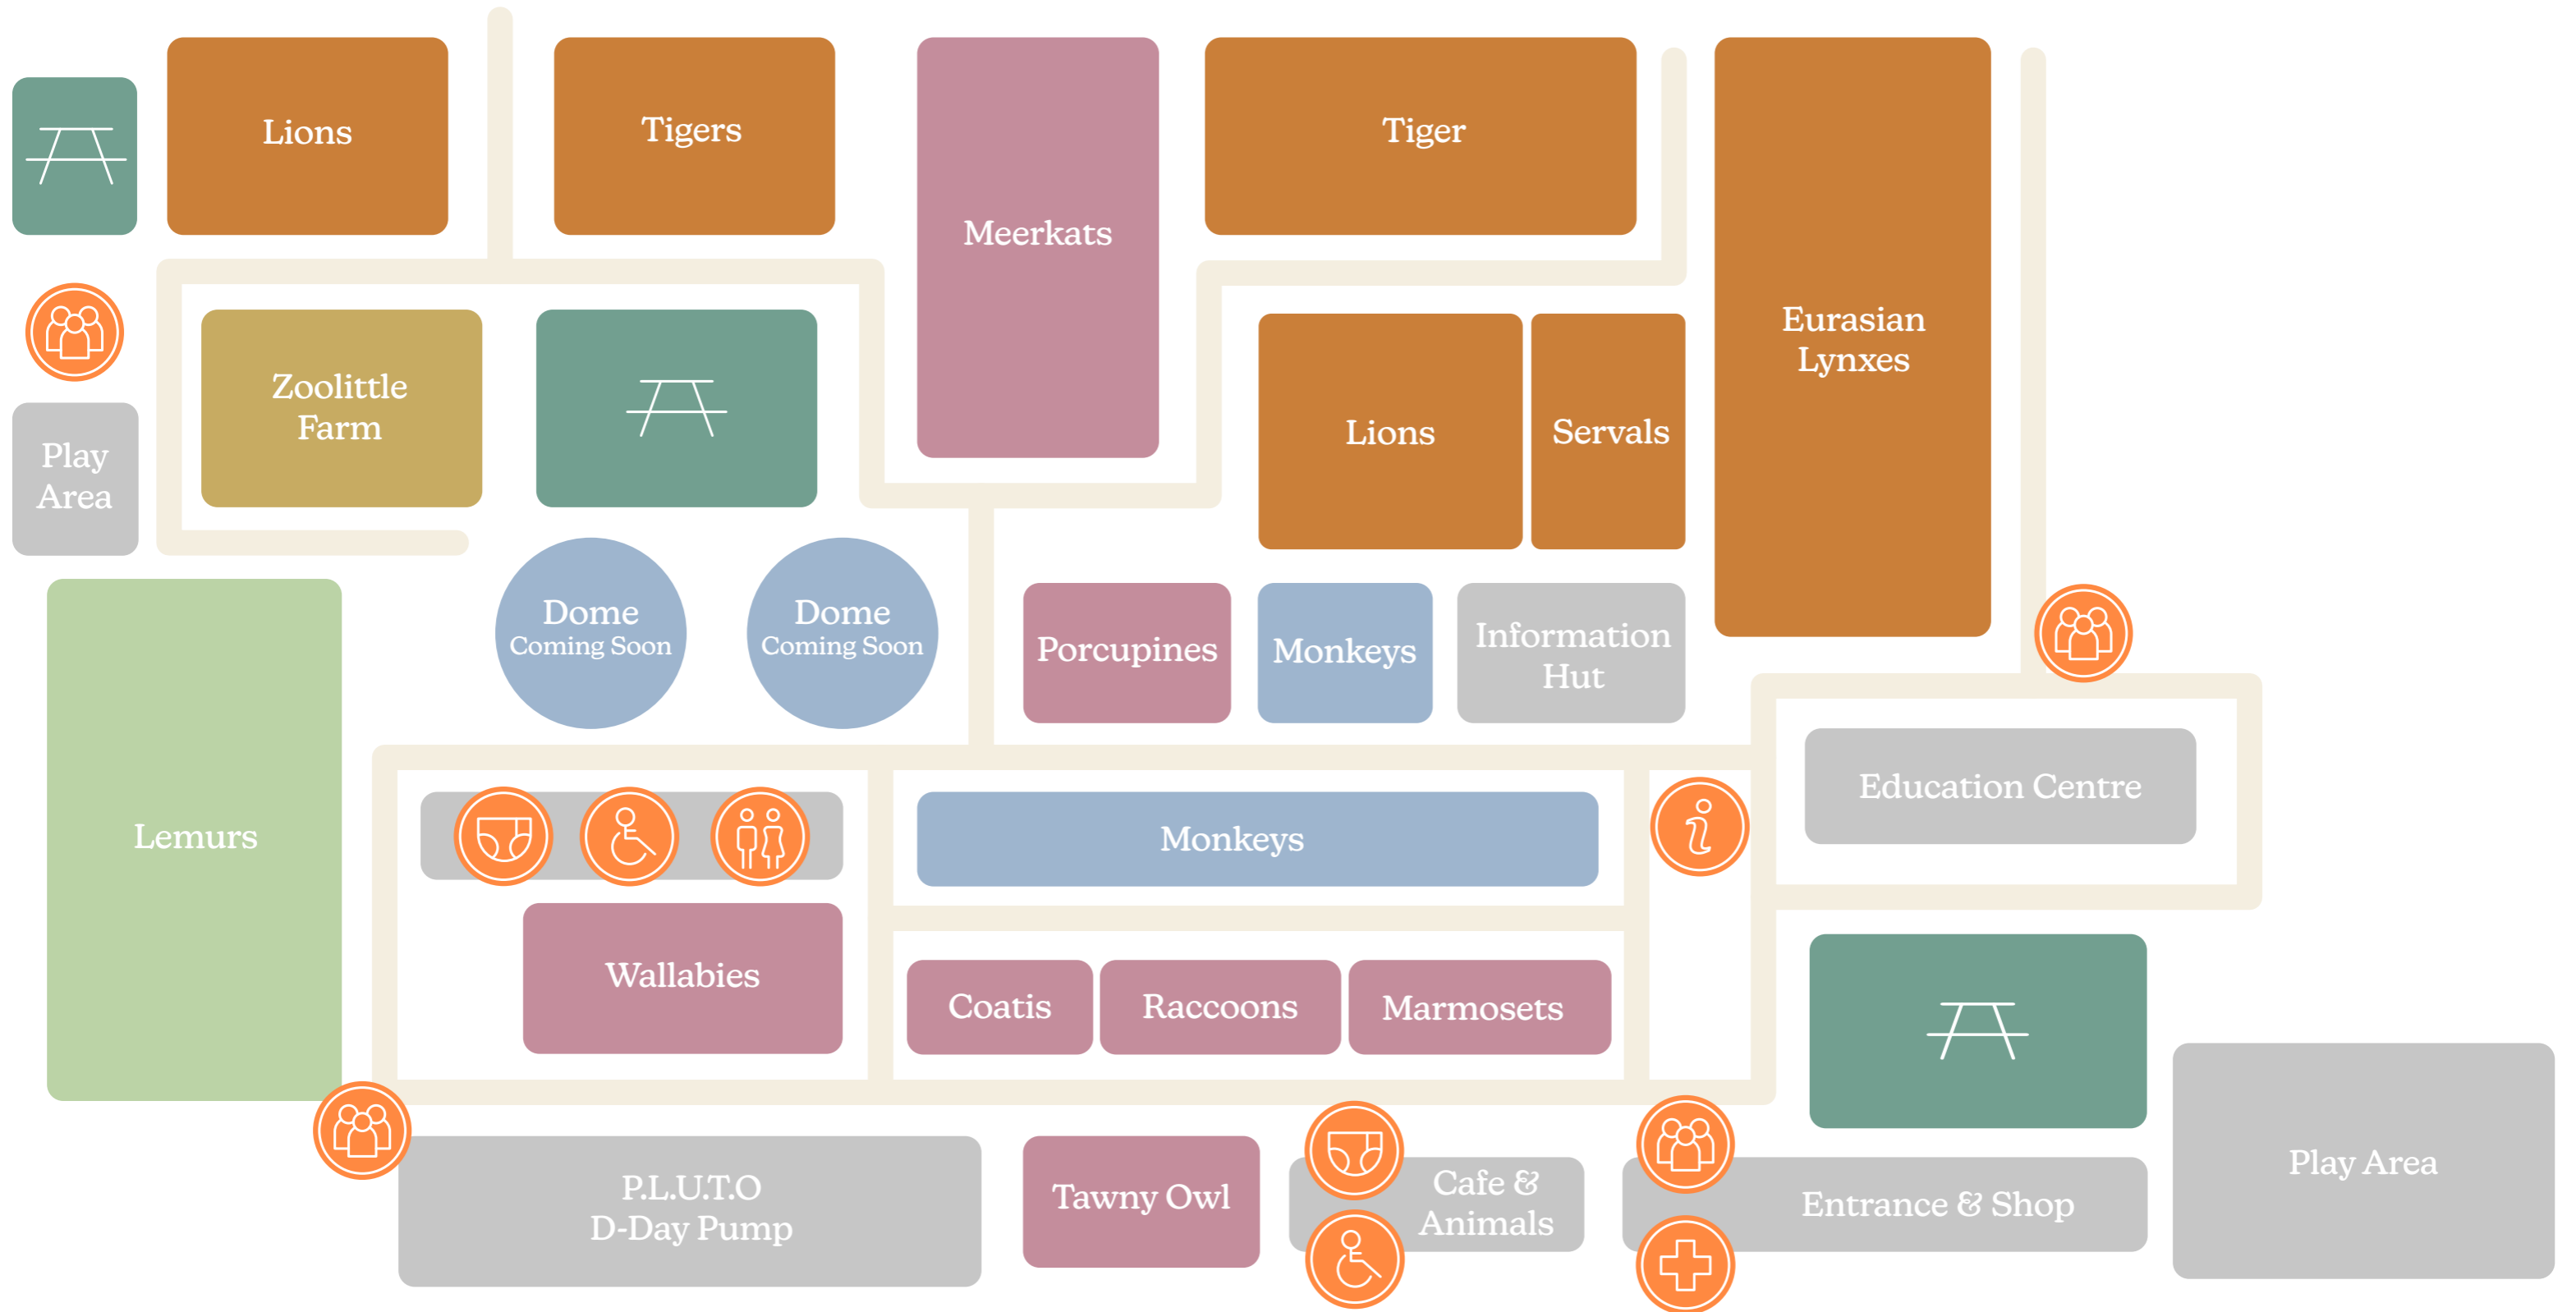 Lions
Tigers
Meerkats
Tiger
Eurasian
Lynxes
Zoolittle
Farm
Play
Area
Lions
Servals
Dome
Coming Soon
Dome
Coming Soon
Porcupines
Monkeys
Information
Hut
Lemurs
Monkeys
Education Centre
Wallabies
Coatis
Raccoons
Marmosets
P.L.U.T.O
D-Day Pump
Tawny Owl
Cafe &
Animals
Entrance & Shop
Play Area